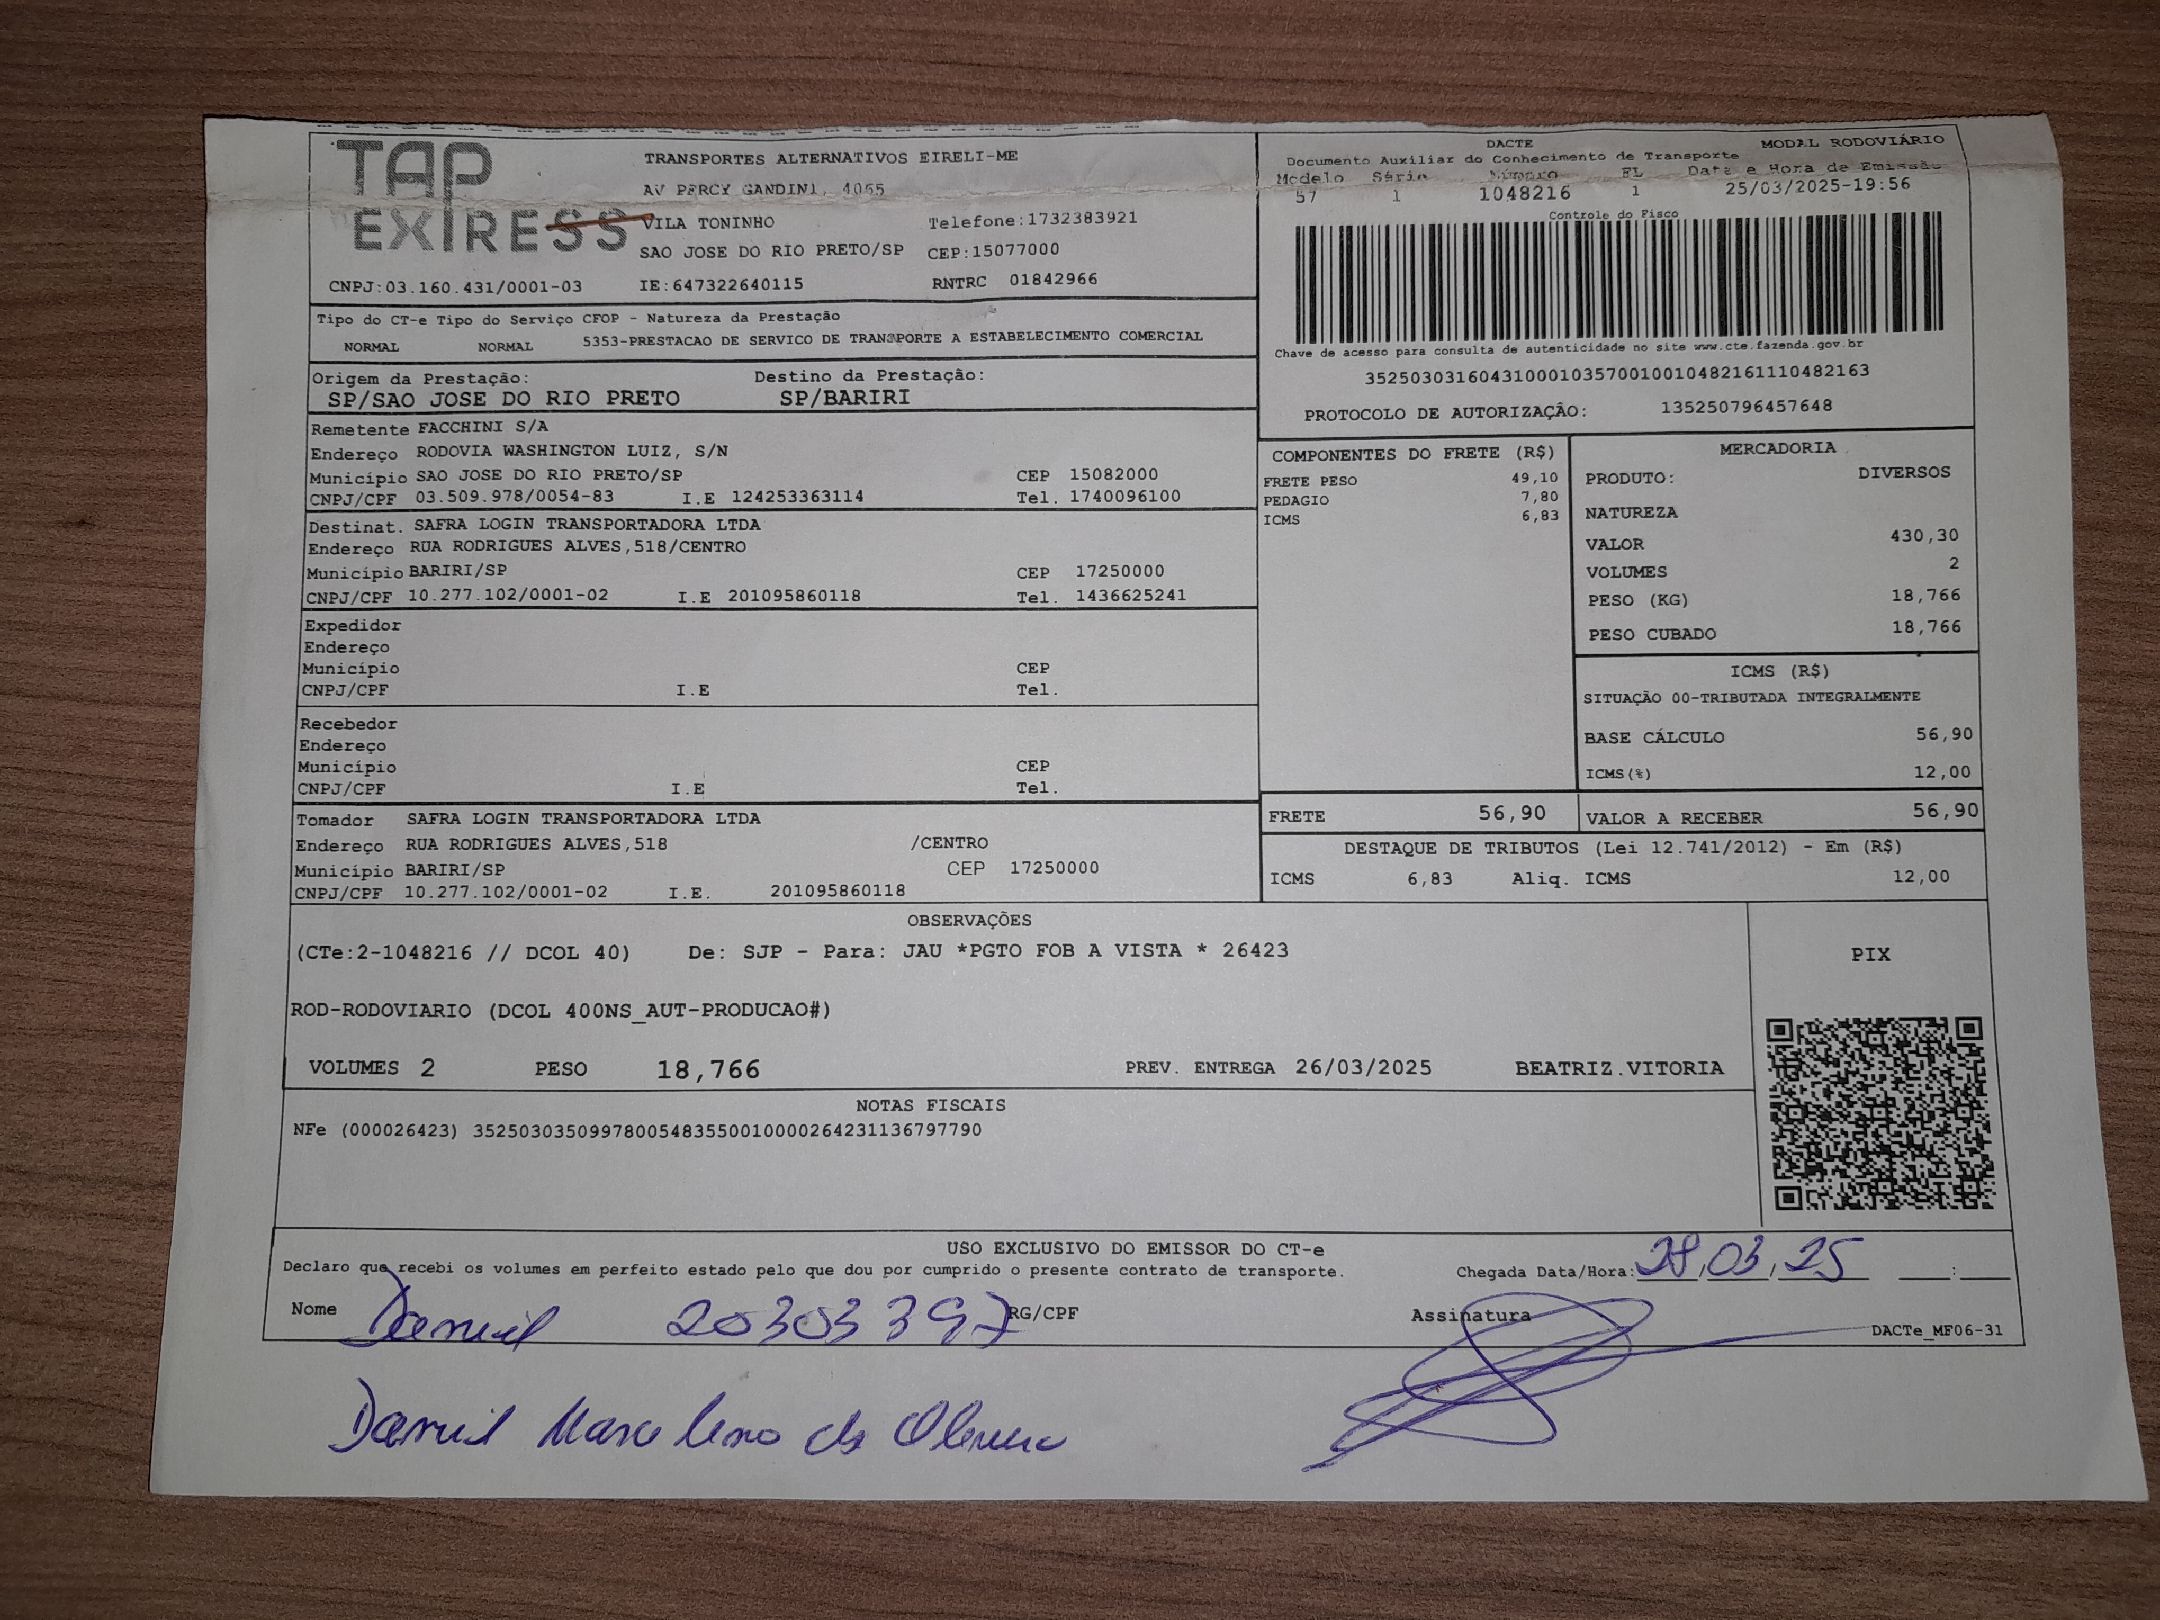 TAP
EXPRESS
TRANSPORTES ALTERNATIVOS EIRELI-ME
AV PERCY GANDINI, 4065
VILA TONINHO Telefone:1732383921
SAO JOSE DO RIO PRETO/SP CEP:15077000
CNPJ:03.160.431/0001-03 IE:647322640115 RNTRC 01842966
DACTE MODAL RODOVIÁRIO
Documento Auxiliar do Conhecimento de Transporte
Modelo Série Número FL Data e Hora de Emissão
57 1 1048216 1 25/03/2025-19:56
Controle do Fisco
Chave de acesso para consulta de autenticidade no site www.cte.fazenda.gov.br
35250303160431000103570010010482161110482163
PROTOCOLO DE AUTORIZAÇÃO: 135250796457648
Tipo do CT-e Tipo do Serviço CFOP - Natureza da Prestação
NORMAL NORMAL 5353-PRESTACAO DE SERVICO DE TRANSPORTE A ESTABELECIMENTO COMERCIAL
Origem da Prestação: Destino da Prestação:
SP/SAO JOSE DO RIO PRETO SP/BARIRI
Remetente FACCHINI S/A
Endereço RODOVIA WASHINGTON LUIZ, S/N
Município SAO JOSE DO RIO PRETO/SP CEP 15082000
CNPJ/CPF 03.509.978/0054-83 I.E 124253363114 Tel. 1740096100
Destinat. SAFRA LOGIN TRANSPORTADORA LTDA
Endereço RUA RODRIGUES ALVES,518/CENTRO
Município BARIRI/SP CEP 17250000
CNPJ/CPF 10.277.102/0001-02 I.E 201095860118 Tel. 1436625241
Expedidor
Endereço
Município CEP
CNPJ/CPF I.E Tel.
Recebedor
Endereço
Município CEP
CNPJ/CPF I.E Tel.
Tomador SAFRA LOGIN TRANSPORTADORA LTDA
Endereço RUA RODRIGUES ALVES,518 /CENTRO
Município BARIRI/SP CEP 17250000
CNPJ/CPF 10.277.102/0001-02 I.E. 201095860118
COMPONENTES DO FRETE (R$)
FRETE PESO 49,10
PEDAGIO 7,80
ICMS 6,83
MERCADORIA
PRODUTO: DIVERSOS
NATUREZA
VALOR 430,30
VOLUMES 2
PESO (KG) 18,766
PESO CUBADO 18,766
ICMS (R$)
SITUAÇÃO 00-TRIBUTADA INTEGRALMENTE
BASE CÁLCULO 56,90
ICMS(%) 12,00
FRETE 56,90 VALOR A RECEBER 56,90
DESTAQUE DE TRIBUTOS (Lei 12.741/2012) - Em (R$)
ICMS 6,83 Aliq. ICMS 12,00
OBSERVAÇÕES
(CTe:2-1048216 // DCOL 40) De: SJP - Para: JAU *PGTO FOB A VISTA * 26423
ROD-RODOVIARIO (DCOL 400NS_AUT-PRODUCAO#)
VOLUMES 2 PESO 18,766 PREV. ENTREGA 26/03/2025 BEATRIZ.VITORIA
PIX
NOTAS FISCAIS
NFe (000026423) 35250303509978005483550010000264231136797790
USO EXCLUSIVO DO EMISSOR DO CT-e
Declaro que recebi os volumes em perfeito estado pelo que dou por cumprido o presente contrato de transporte. Chegada Data/Hora: 28,03,25 __:__
Nome Daniel 20303397 RG/CPF Assinatura
DACTe_MF06-31
Daniel Marcelino de Oliveira